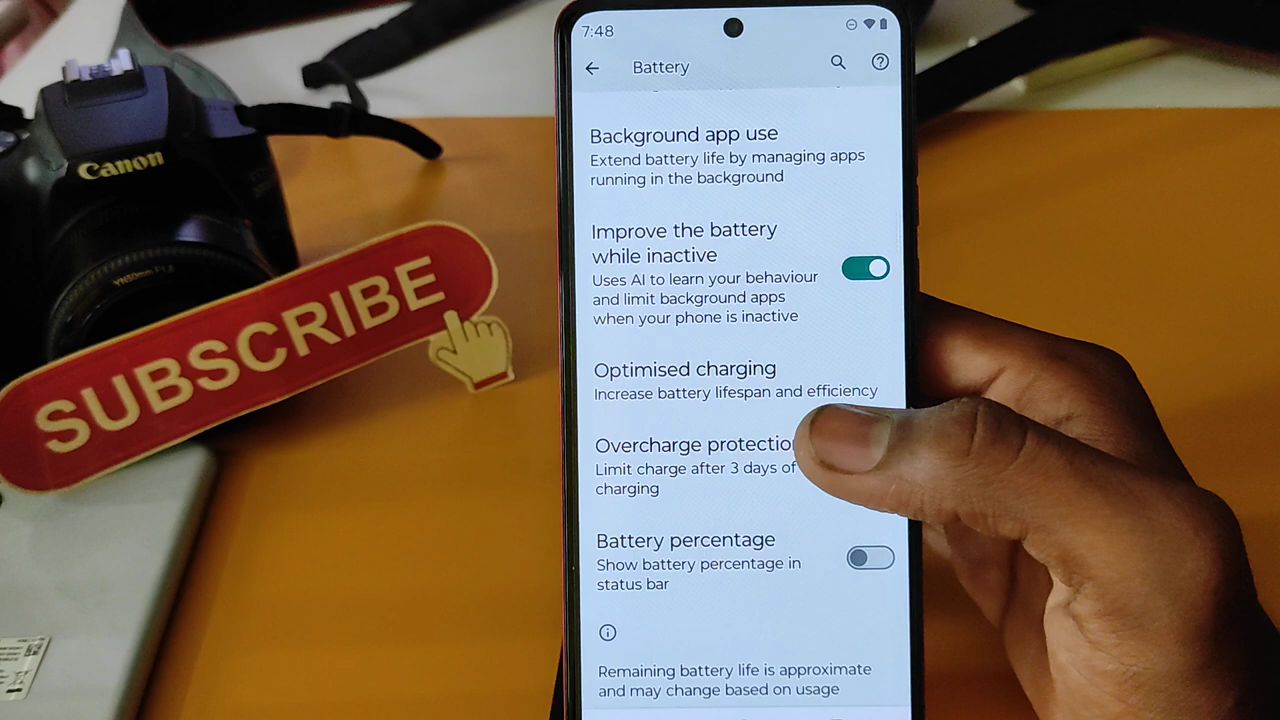 7:48
Battery
Background app use
Extend battery life by managing apps
running in the background
Improve the battery
while inactive
Uses AI to learn your behaviour
and limit background apps
when your phone is inactive
Optimised charging
Increase battery lifespan and efficiency
Overcharge protectio
Limit charge after 3 days of
charging
Battery percentage
Show battery percentage in
status bar
Remaining battery life is approximate
and may change based on usage
Canon
YN50mm F1.8
SUBSCRIBE